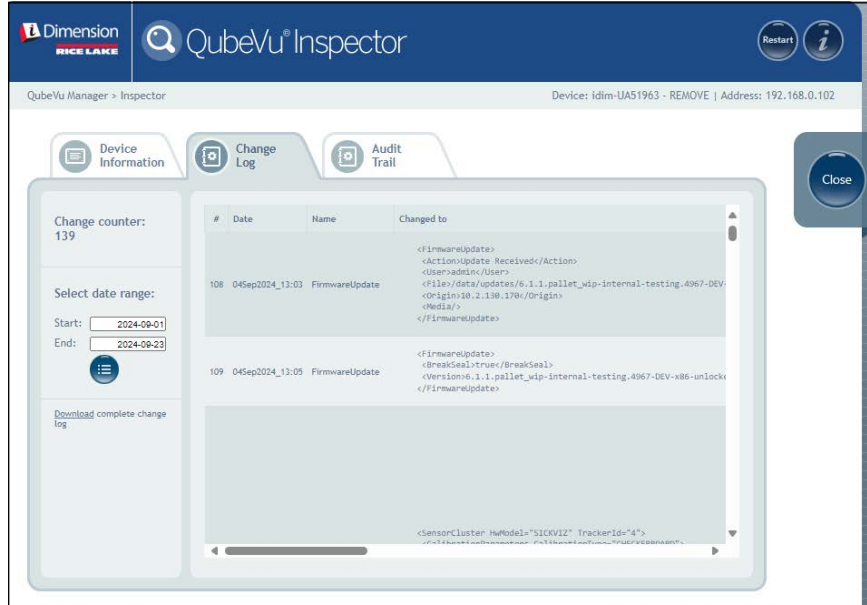 iDimension
RICE LAKE
QubeVu® Inspector
Restart
i
QubeVu Manager > Inspector
Device: idim-UA51963 - REMOVE | Address: 192.168.0.102
Device
Information
Change
Log
Audit
Trail
Close
Change counter:
139
Select date range:
Start: 2024-09-01
End: 2024-09-23
Download complete change
log
# Date Name Changed to
<FirmwareUpdate>
<Action>Update Received</Action>
<User>admin</User>
108 04Sep2024_13:03 FirmwareUpdate <File>/data/updates/6.1.1.pallet_wip-internal-testing.4967-DEV-
<Origin>10.2.130.170</Origin>
<Media/>
</FirmwareUpdate>
<FirmwareUpdate>
<BreakSeal>true</BreakSeal>
109 04Sep2024_13:05 FirmwareUpdate <Version>6.1.1.pallet_wip-internal-testing.4967-DEV-x86-unlocke
</FirmwareUpdate>
<SensorCluster HwModel="SICKVIZ" TrackerId="4">
<CalibrationParameters CalibrationType="CHECKERBOARD">